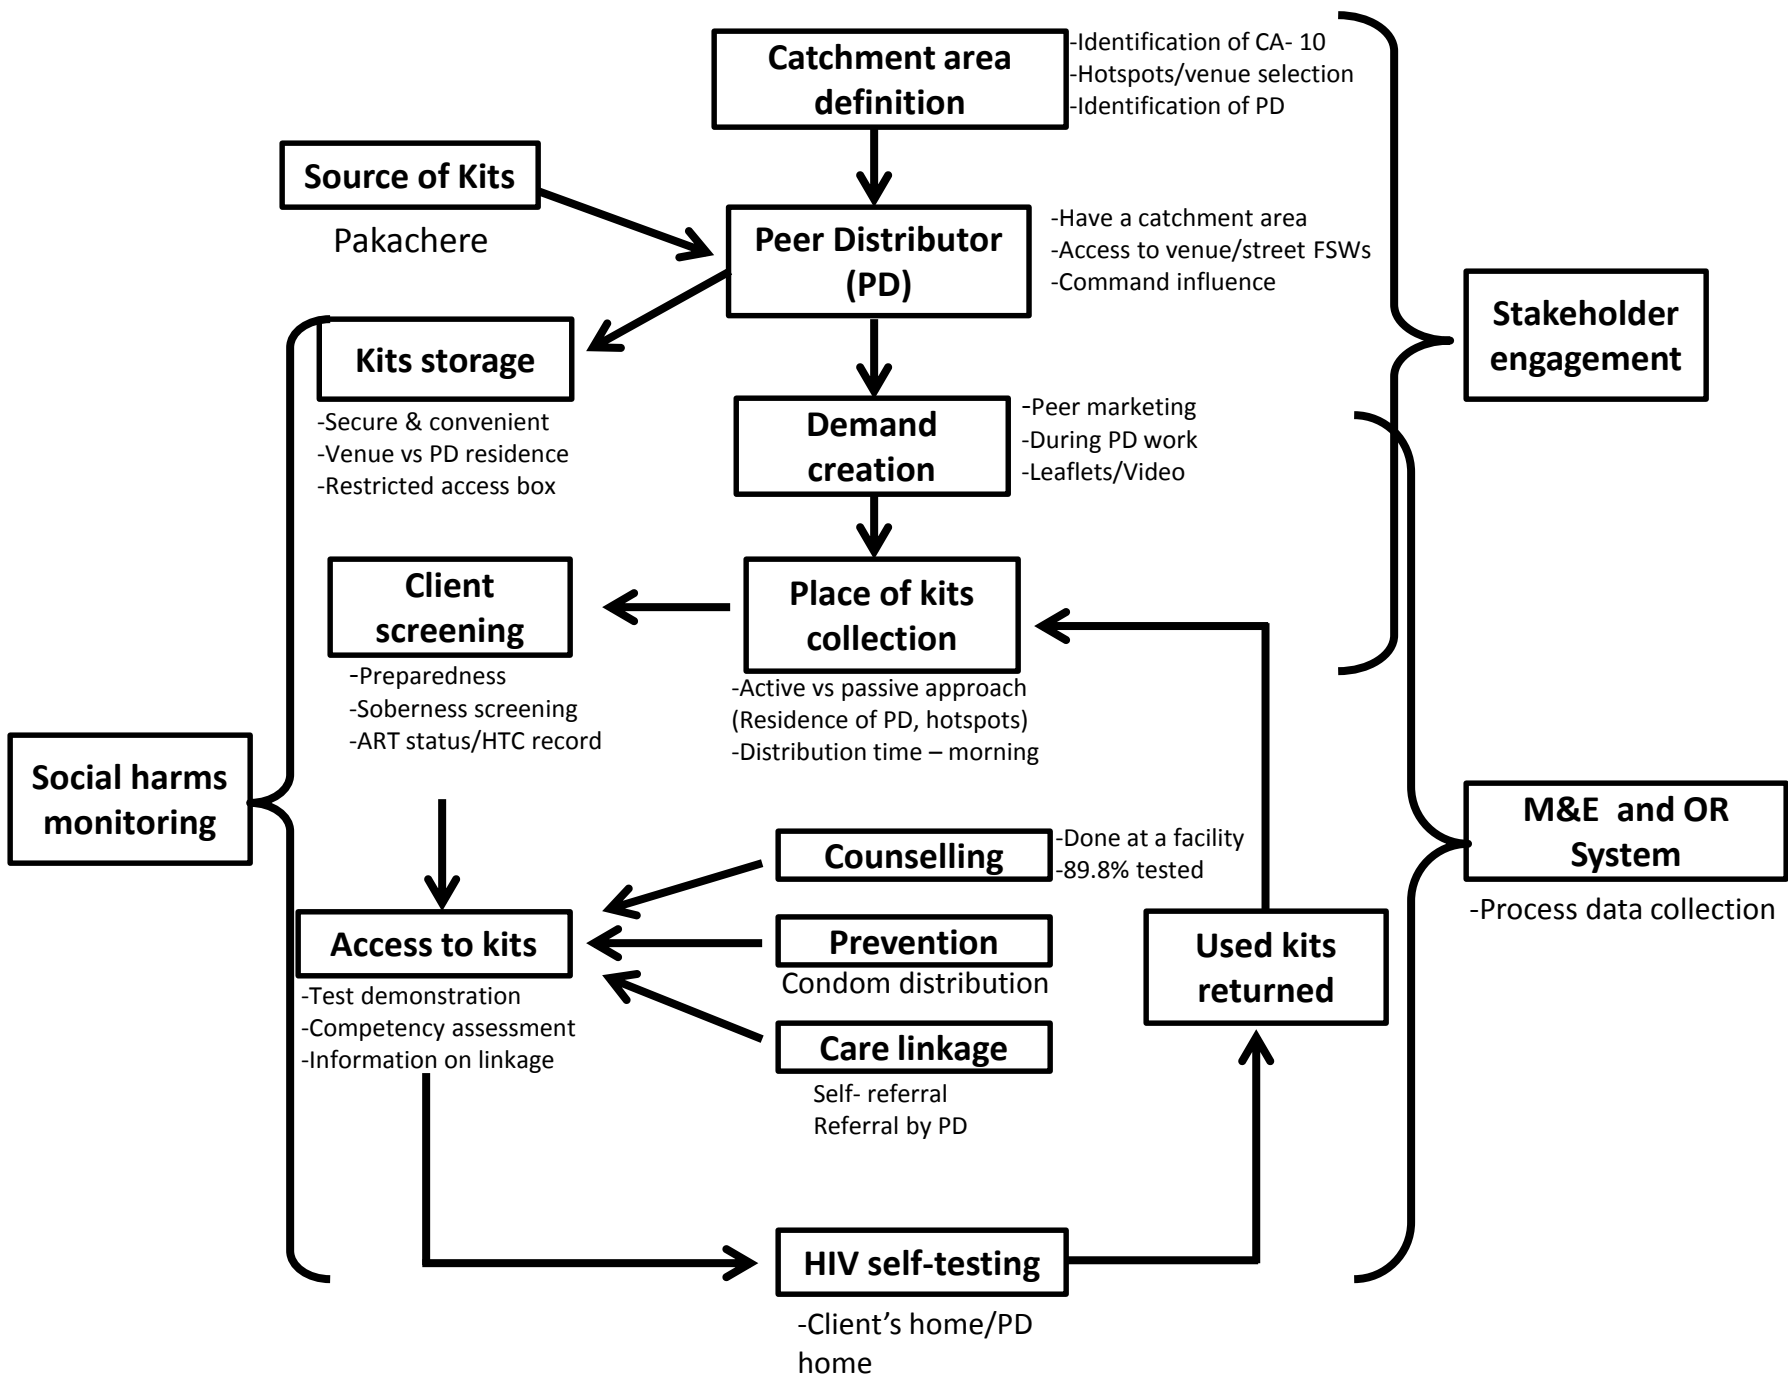 Catchment area
definition
-Identification of CA- 10
-Hotspots/venue selection
-Identification of PD
Source of Kits
Pakachere
Peer Distributor
(PD)
-Have a catchment area
-Access to venue/street FSWs
-Command influence
Stakeholder
engagement
Kits storage
-Secure & convenient
-Venue vs PD residence
-Restricted access box
Demand
creation
-Peer marketing
-During PD work
-Leaflets/Video
Client
screening
-Preparedness
-Soberness screening
-ART status/HTC record
Place of kits
collection
-Active vs passive approach
(Residence of PD, hotspots)
-Distribution time – morning
Social harms
monitoring
M&E  and OR
System
-Process data collection
Counselling
-Done at a facility
-89.8% tested
Access to kits
-Test demonstration
-Competency assessment
-Information on linkage
Prevention
Condom distribution
Used kits
returned
Care linkage
Self- referral
Referral by PD
HIV self-testing
-Client’s home/PD
home